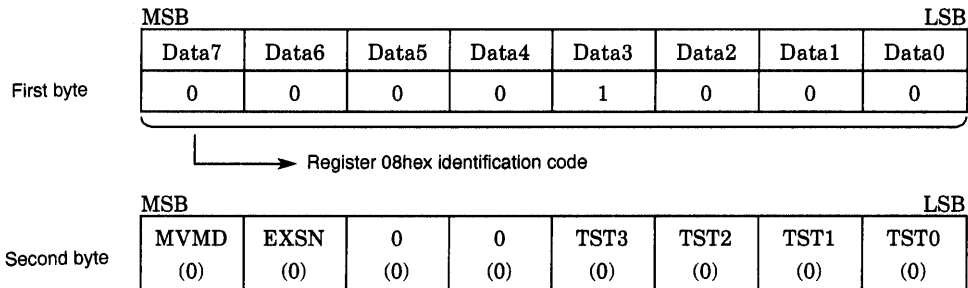 MSB LSB
Data7 Data6 Data5 Data4 Data3 Data2 Data1 Data0
First byte 0 0 0 0 1 0 0 0
Register 08hex identification code
MSB LSB
MVMD EXSN 0 0 TST3 TST2 TST1 TST0
Second byte
(0) (0) (0) (0) (0) (0) (0) (0)